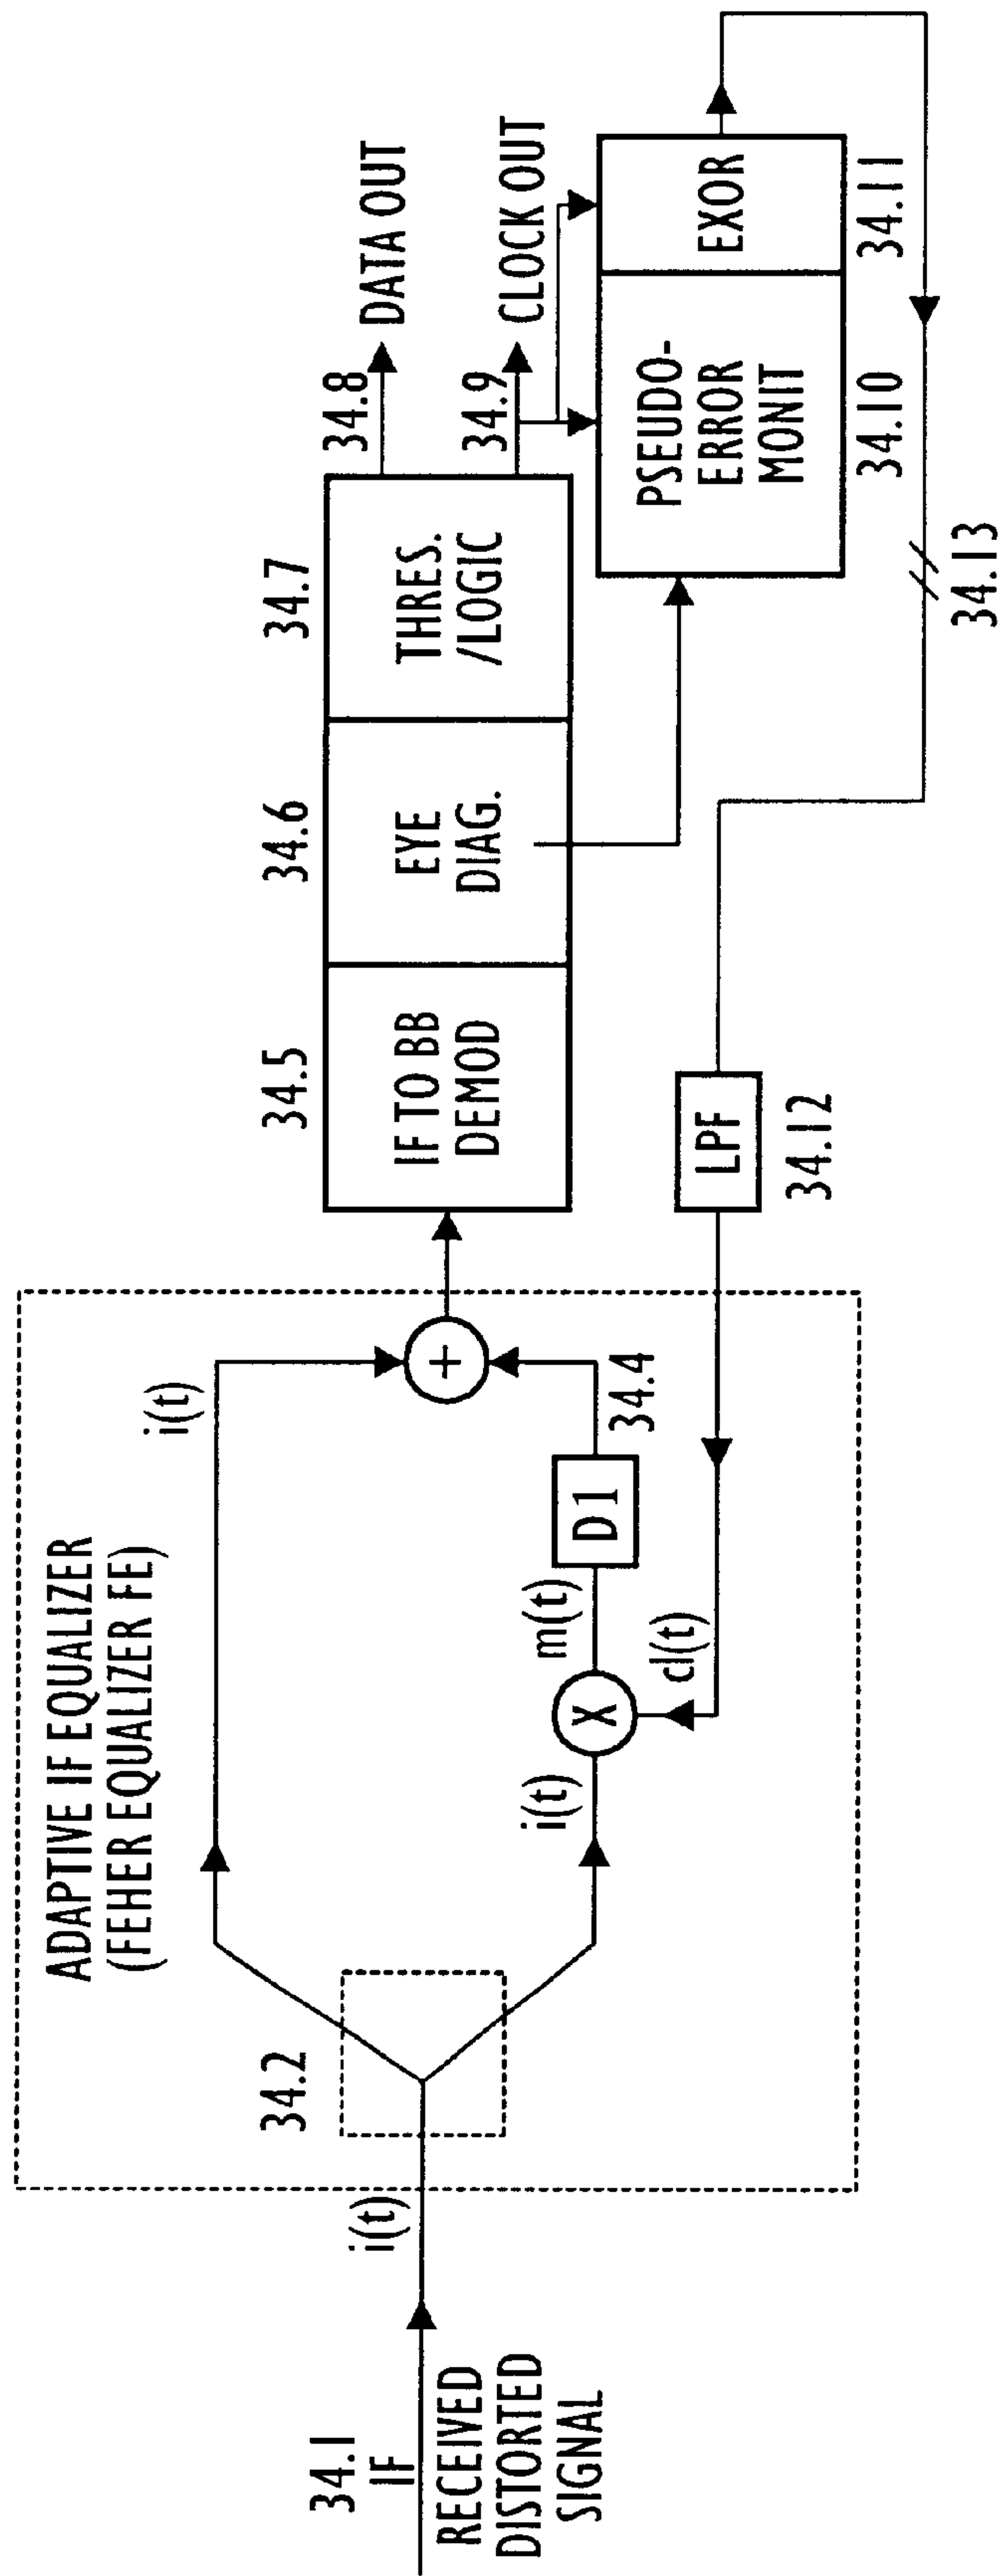 34.1
IF
RECEIVED
DISTORTED
SIGNAL
i(t)
34.2
ADAPTIVE IF EQUALIZER
(FEHER EQUALIZER FE)
i(t)
i(t)
X
m(t)
cl(t)
D1
34.4
+
34.5
IF TO BB
DEMOD
34.6
EYE
DIAG.
34.7
THRES.
/LOGIC
34.8
DATA OUT
34.9
CLOCK OUT
PSEUDO-
ERROR
MONIT
34.10
EXOR
34.11
LPF
34.12
34.13